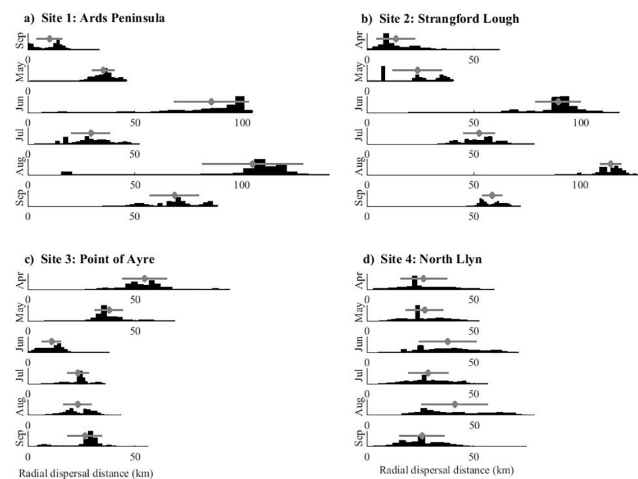 a) Site 1: Ards Peninsula
Sep
0
May
0
Jun
0 50 100
Jul
0 50
Aug
0 50 100
Sep
0 50
b) Site 2: Strangford Lough
Apr
0 50
May
0
Jun
0 50 100
Jul
0 50
Aug
0 50 100
Sep
0 50
c) Site 3: Point of Ayre
Apr
0 50
May
0 50
Jun
0
Jul
0
Aug
0
Sep
0 50
Radial dispersal distance (km)
d) Site 4: North Llyn
Apr
0 50
May
0 50
Jun
0 50
Jul
0 50
Aug
0 50
Sep
0 50
Radial dispersal distance (km)